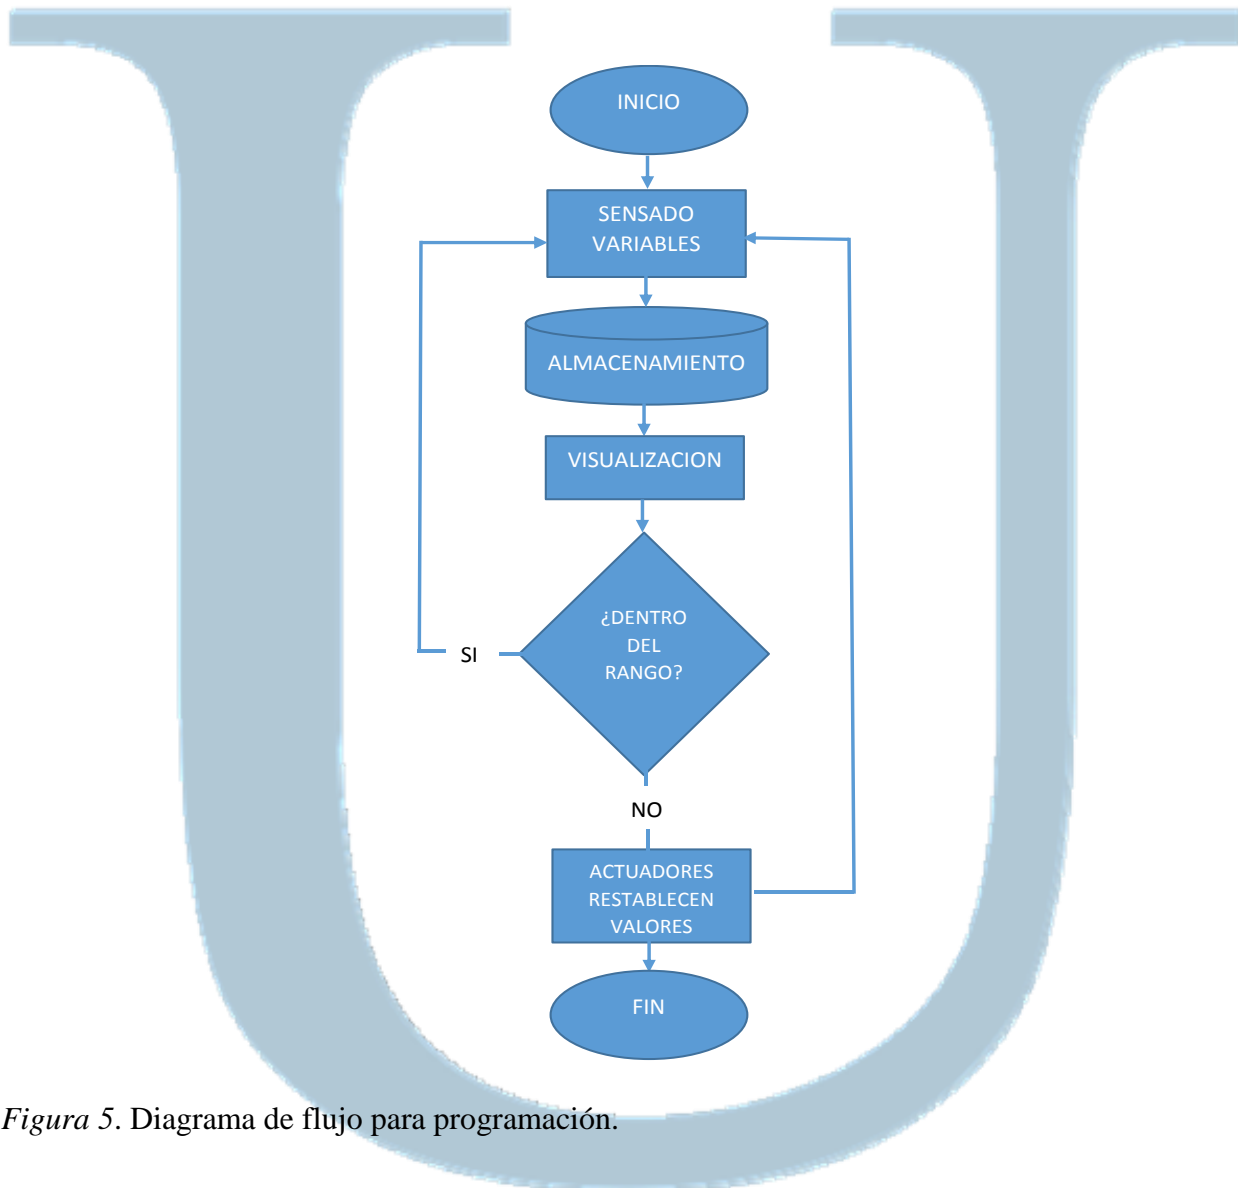 INICIO
SENSADO
VARIABLES
ALMACENAMIENTO
VISUALIZACION
¿DENTRO
DEL
RANGO?
SI
NO
ACTUADORES
RESTABLECEN
VALORES
FIN
Figura 5. Diagrama de flujo para programación.